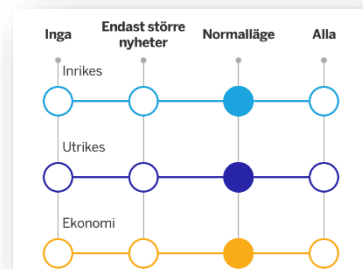 Inga
Endast större
nyheter
Normalläge
Alla
Inrikes
Utrikes
Ekonomi